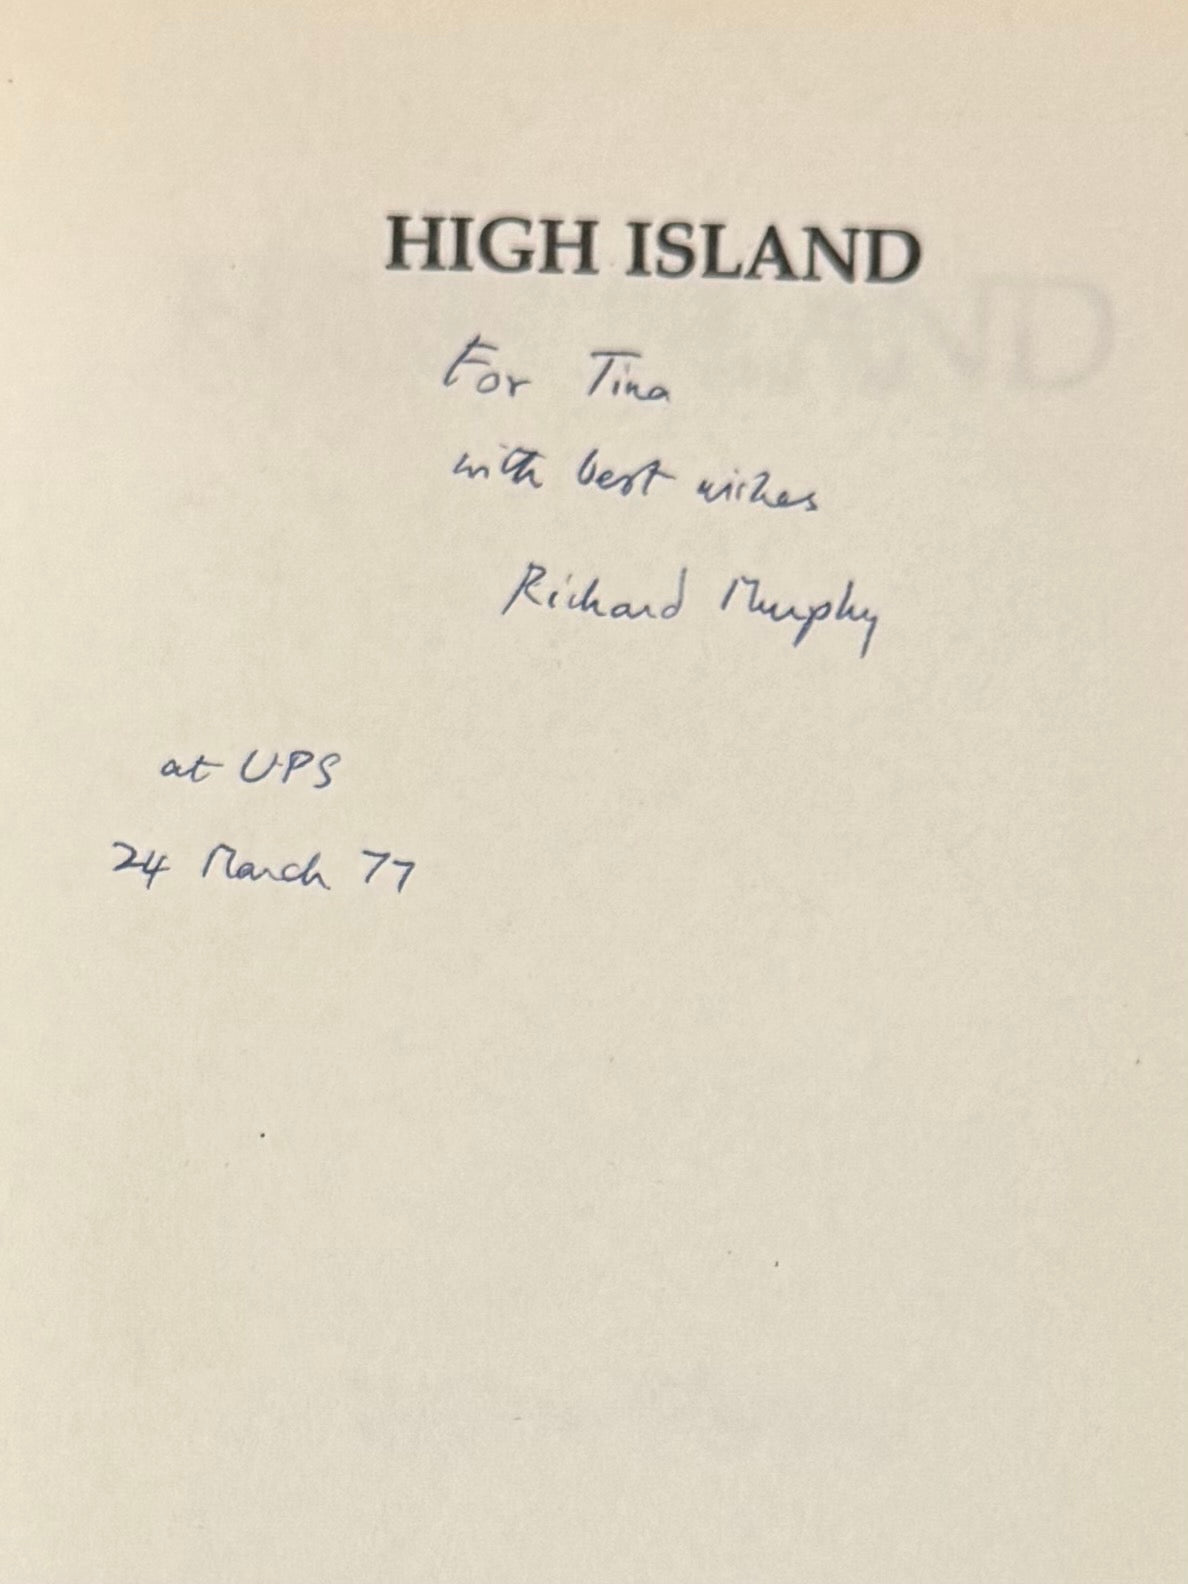 HIGH ISLAND
For Tina
with best wishes
Richard Murphy
at UPS
24 March 77